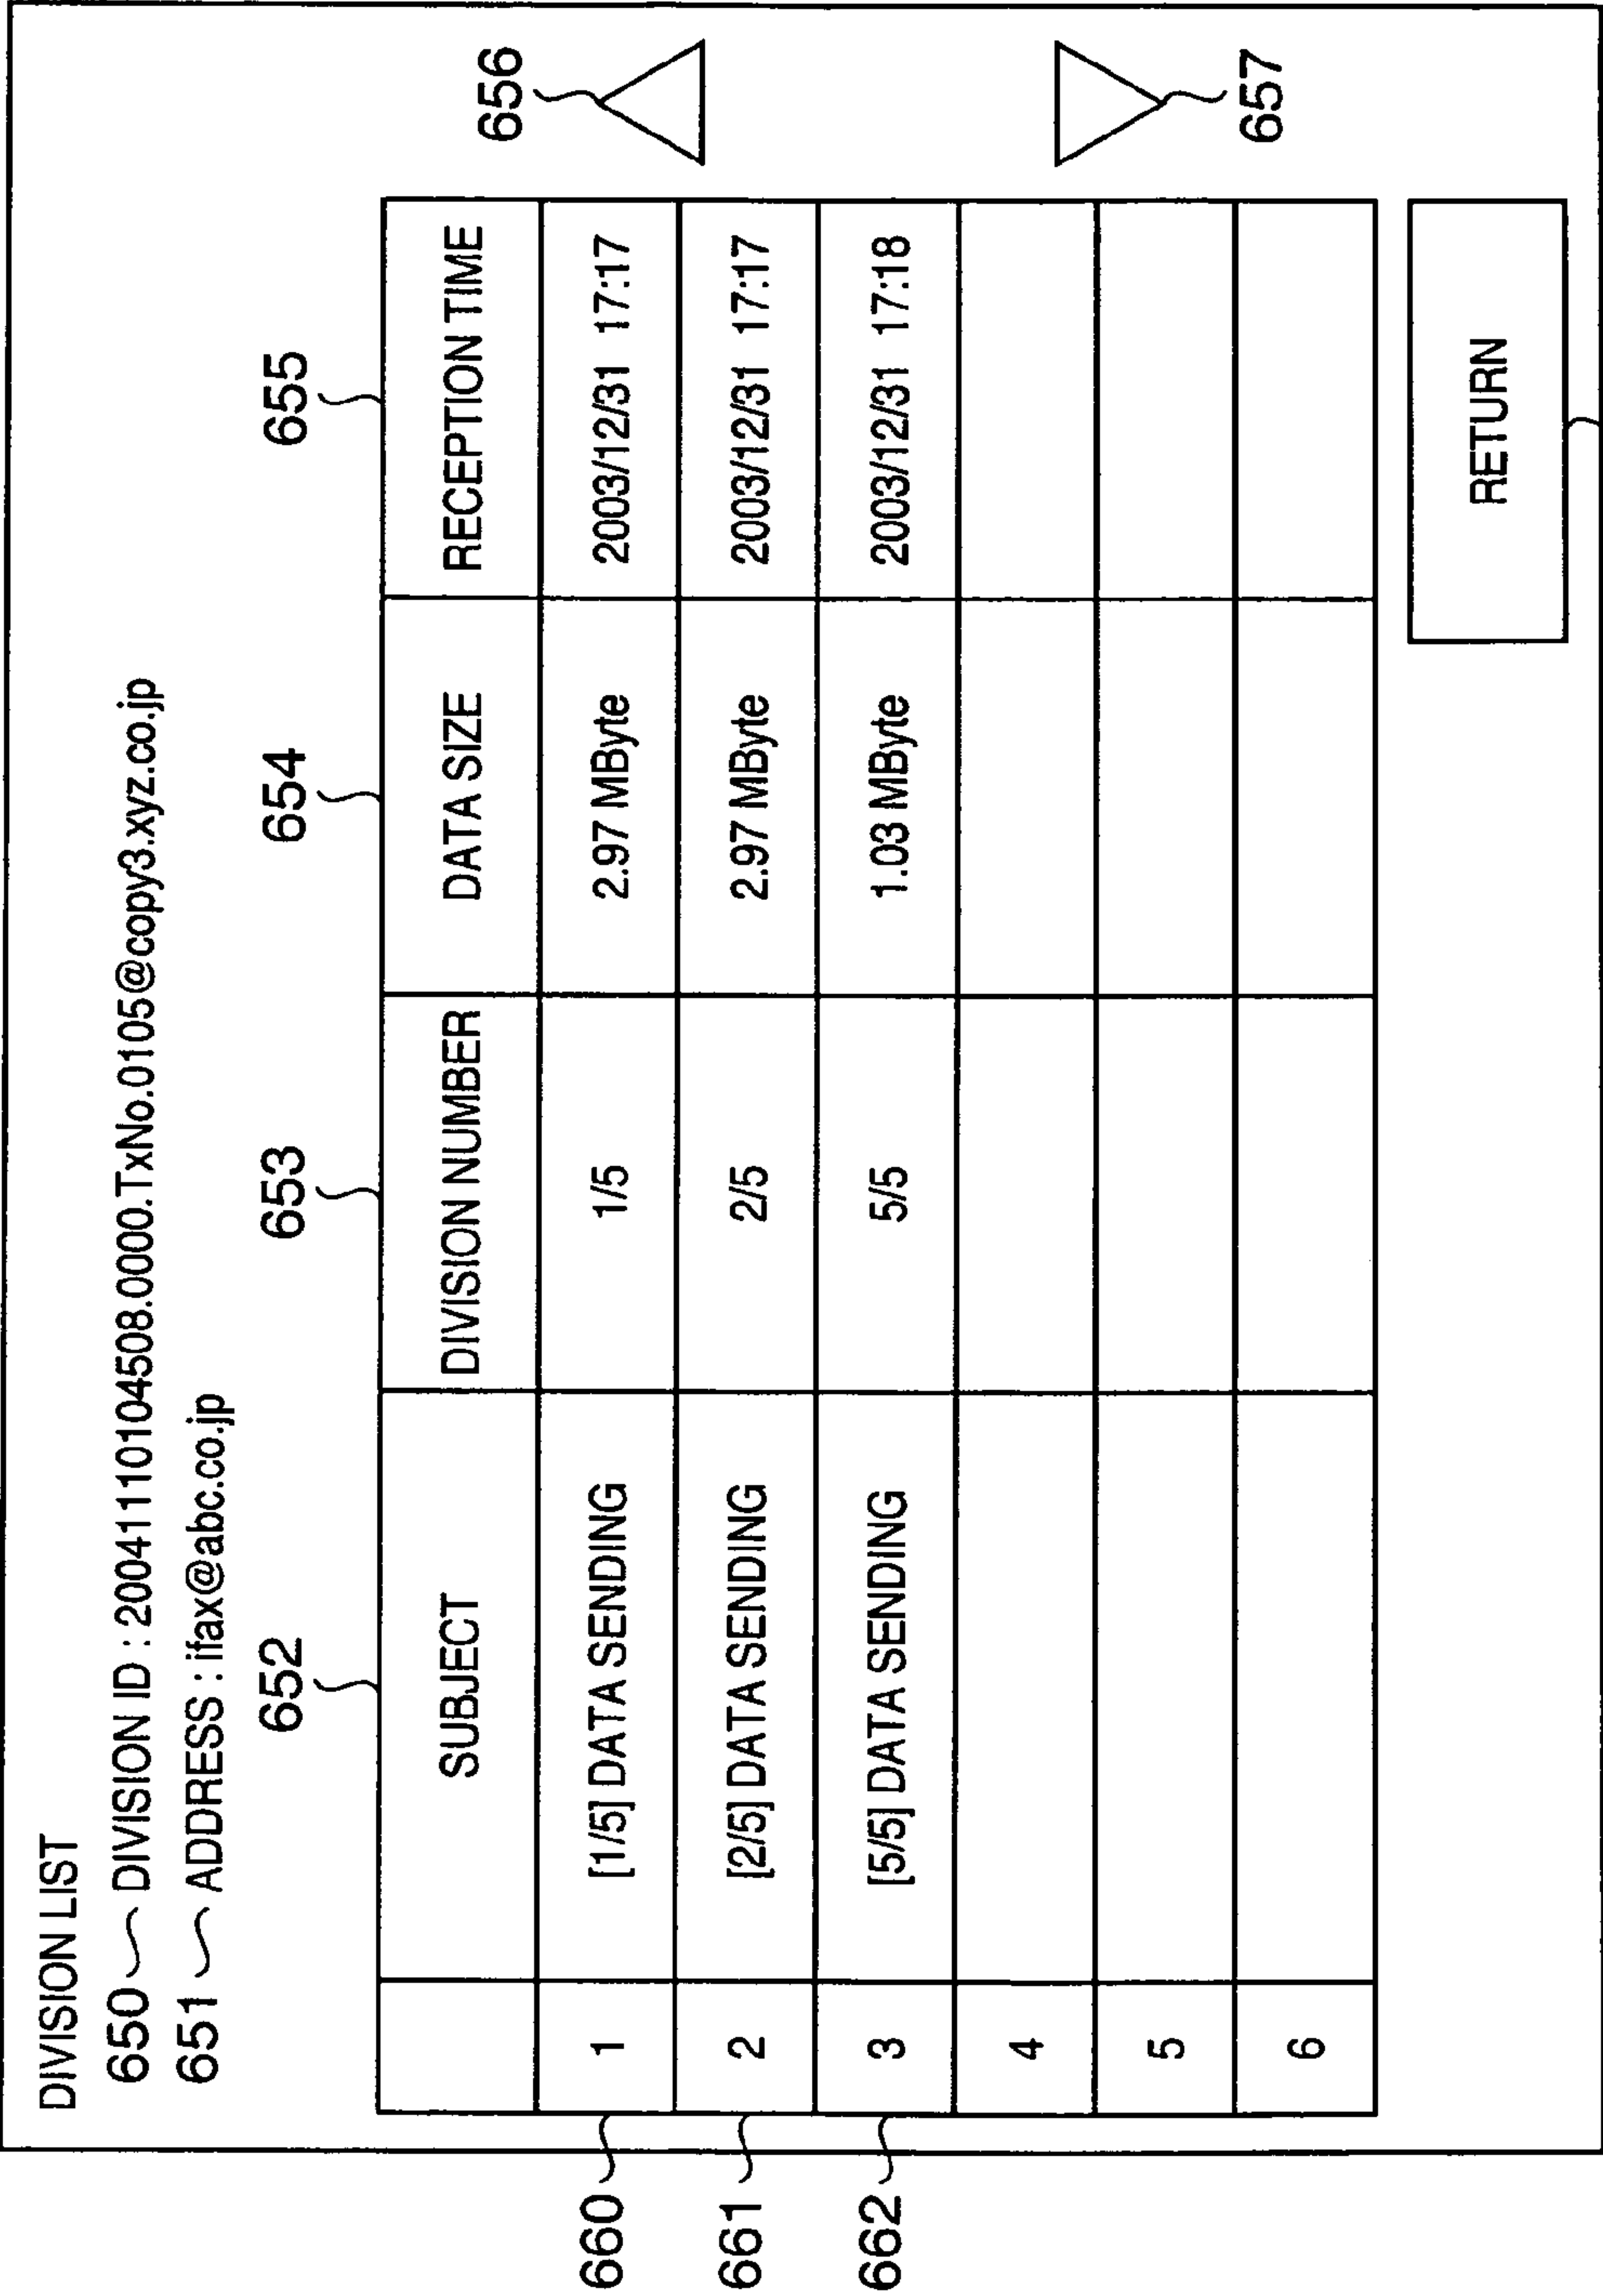 DIVISION LIST
650 DIVISION ID : 20041110104508.0000.TxNo.0105@copy3.xyz.co.jp
651 ADDRESS : ifax@abc.co.jp
652 653 654 655
SUBJECT DIVISION NUMBER DATA SIZE RECEPTION TIME
660 1 [1/5] DATA SENDING 1/5 2.97 MByte 2003/12/31 17:17
661 2 [2/5] DATA SENDING 2/5 2.97 MByte 2003/12/31 17:17
662 3 [5/5] DATA SENDING 5/5 1.03 MByte 2003/12/31 17:18
4
5
6
656
657
RETURN